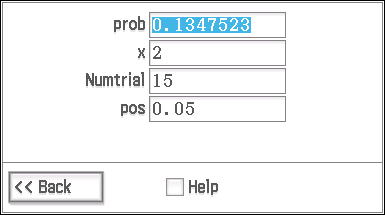 prob 0.1347523
x 2
Numtrial 15
pos 0.05
<< Back Help